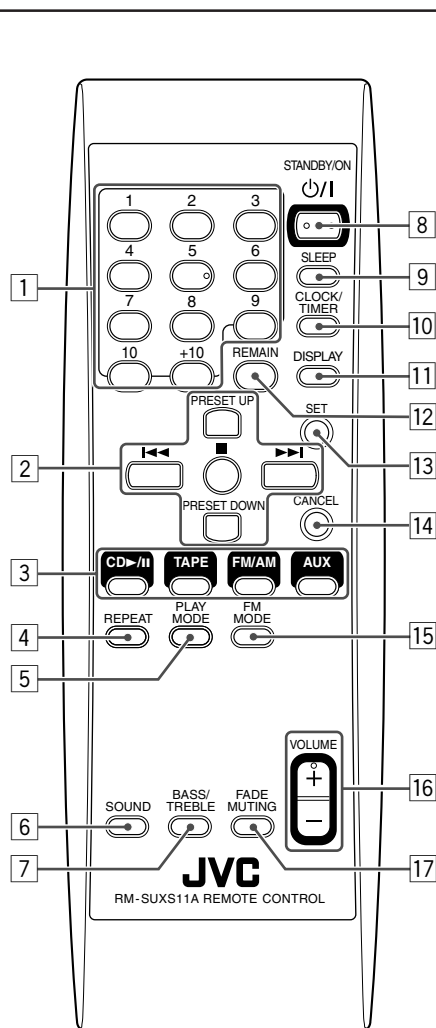 STANDBY/ON
⏻/I
1 2 3
4 5 6
SLEEP
7 8 9
CLOCK/
TIMER
10 +10 REMAIN DISPLAY
PRESET UP
SET
PRESET DOWN
CANCEL
CD►/II TAPE FM/AM AUX
REPEAT PLAY
MODE FM
MODE
VOLUME
+
–
SOUND BASS/
TREBLE FADE
MUTING
JVC
RM-SUXS11A REMOTE CONTROL
1
2
3
4
5
6
7
8
9
10
11
12
13
14
15
16
17